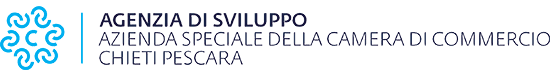 AGENZIA DI SVILUPPO
AZIENDA SPECIALE DELLA CAMERA DI COMMERCIO
CHIETI PESCARA